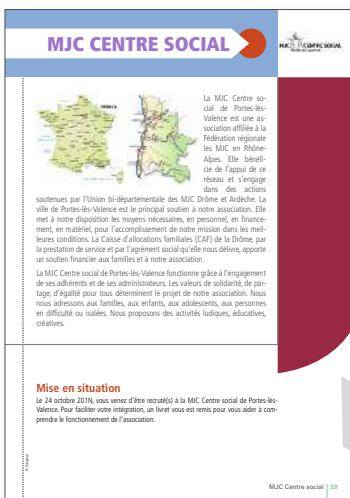 MJC CENTRE SOCIAL
MJC CENTRE SOCIAL
FRANCE
La MJC Centre so-
cial de Portes-lès-
Valence est une as-
sociation affiliée à la
Fédération régionale
les MJC en Rhône-
Alpes. Elle bénéfi-
cie de l'appui de ce
réseau et s'engage
dans des actions
soutenues par l'Union bi-départementale des MJC Drôme et Ardèche. La
ville de Portes-lès-Valence est le principal soutien à notre association. Elle
met à notre disposition les moyens nécessaires, en personnel, en finance-
ment, en matériel, pour l'accomplissement de notre mission dans les meil-
leures conditions. La Caisse d'allocations familiales (CAF) de la Drôme, par
la prestation de service et par l'agrément social qu'elle nous délivre, apporte
un soutien financier aux familles et à notre association.
La MJC Centre social de Portes-lès-Valence fonctionne grâce à l'engagement
de ses adhérents et de ses administrateurs. Les valeurs de solidarité, de par-
tage, d'égalité pour tous déterminent le projet de notre association. Nous
nous adressons aux familles, aux enfants, aux adolescents, aux personnes
en difficulté ou isolées. Nous proposons des activités ludiques, éducatives,
créatives.
Mise en situation
Le 24 octobre 201N, vous venez d'être recruté(s) à la MJC Centre social de Portes-lès-
Valence. Pour faciliter votre intégration, un livret vous est remis pour vous aider à com-
prendre le fonctionnement de l'association.
MJC Centre social | 59